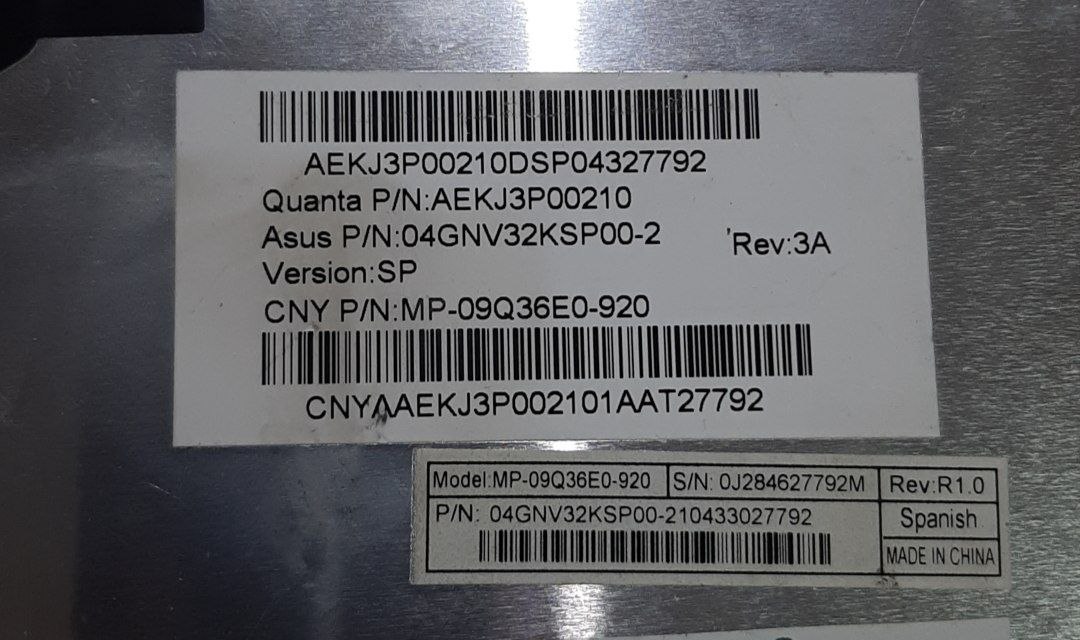 AEKJ3P00210DSP04327792
Quanta P/N:AEKJ3P00210
Asus P/N:04GNV32KSP00-2
Rev:3A
Version:SP
CNY P/N:MP-09Q36E0-920
CNYAAEKJ3P002101AAT27792
Model:MP-09Q36E0-920 S/N: 0J284627792M Rev:R1.0
P/N: 04GNV32KSP00-210433027792 Spanish
MADE IN CHINA